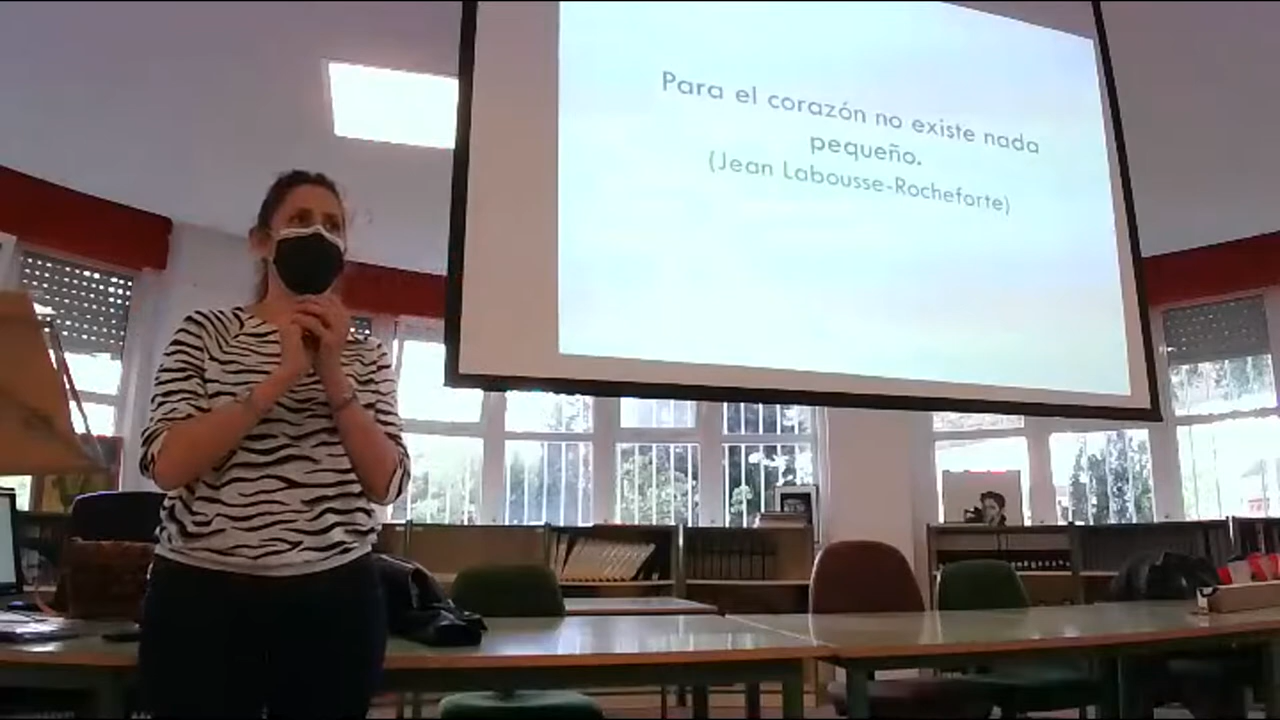 Para el corazón no existe nada
pequeño.
(Jean Labousse-Rocheforte)